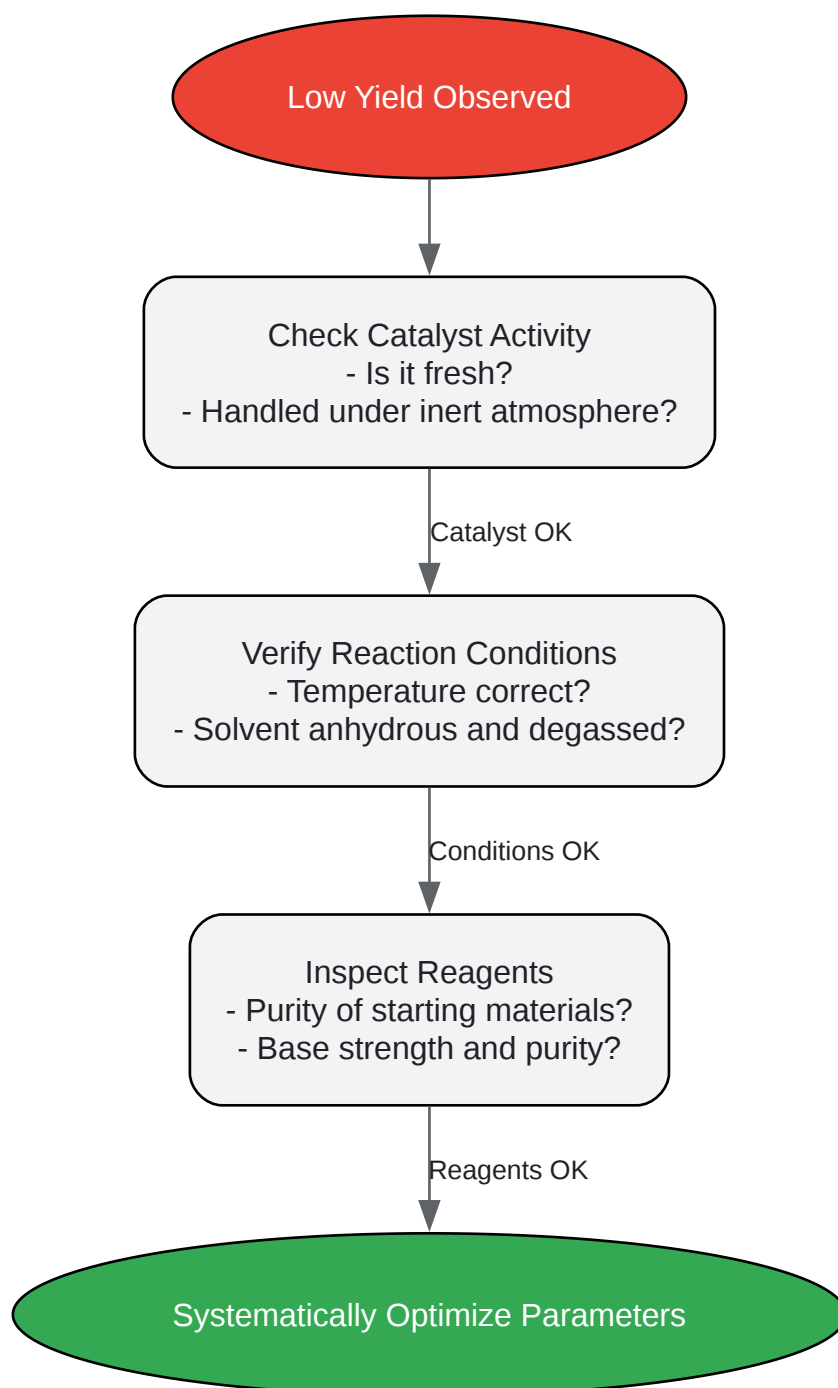 Low Yield Observed
Check Catalyst Activity
- Is it fresh?
- Handled under inert atmosphere?
Catalyst OK
Verify Reaction Conditions
- Temperature correct?
- Solvent anhydrous and degassed?
Conditions OK
Inspect Reagents
- Purity of starting materials?
- Base strength and purity?
Reagents OK
Systematically Optimize Parameters